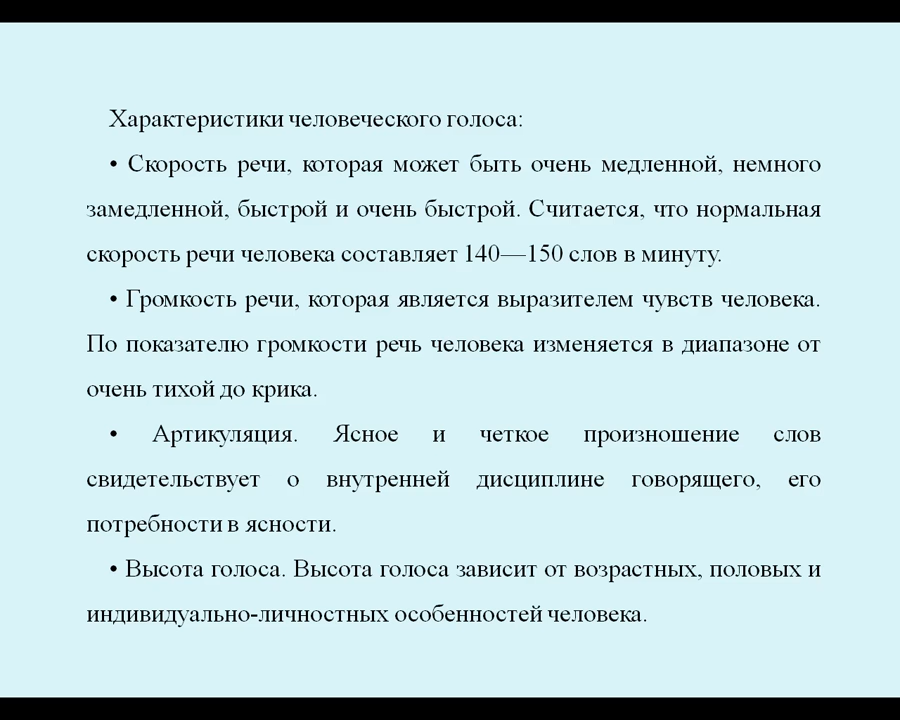 Характеристики человеческого голоса:
• Скорость речи, которая может быть очень медленной, немного
замедленной, быстрой и очень быстрой. Считается, что нормальная
скорость речи человека составляет 140—150 слов в минуту.
• Громкость речи, которая является выразителем чувств человека.
По показателю громкости речь человека изменяется в диапазоне от
очень тихой до крика.
• Артикуляция. Ясное и четкое произношение слов
свидетельствует о внутренней дисциплине говорящего, его
потребности в ясности.
• Высота голоса. Высота голоса зависит от возрастных, половых и
индивидуально-личностных особенностей человека.